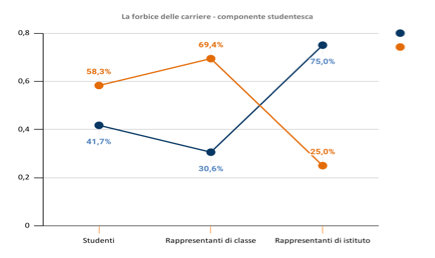 La forbice delle carriere - componente studentesca
0,8
0,6
0,4
0,2
0
58,3%
69,4%
75,0%
41,7%
30,6%
25,0%
Studenti
Rappresentanti di classe
Rappresentanti di istituto